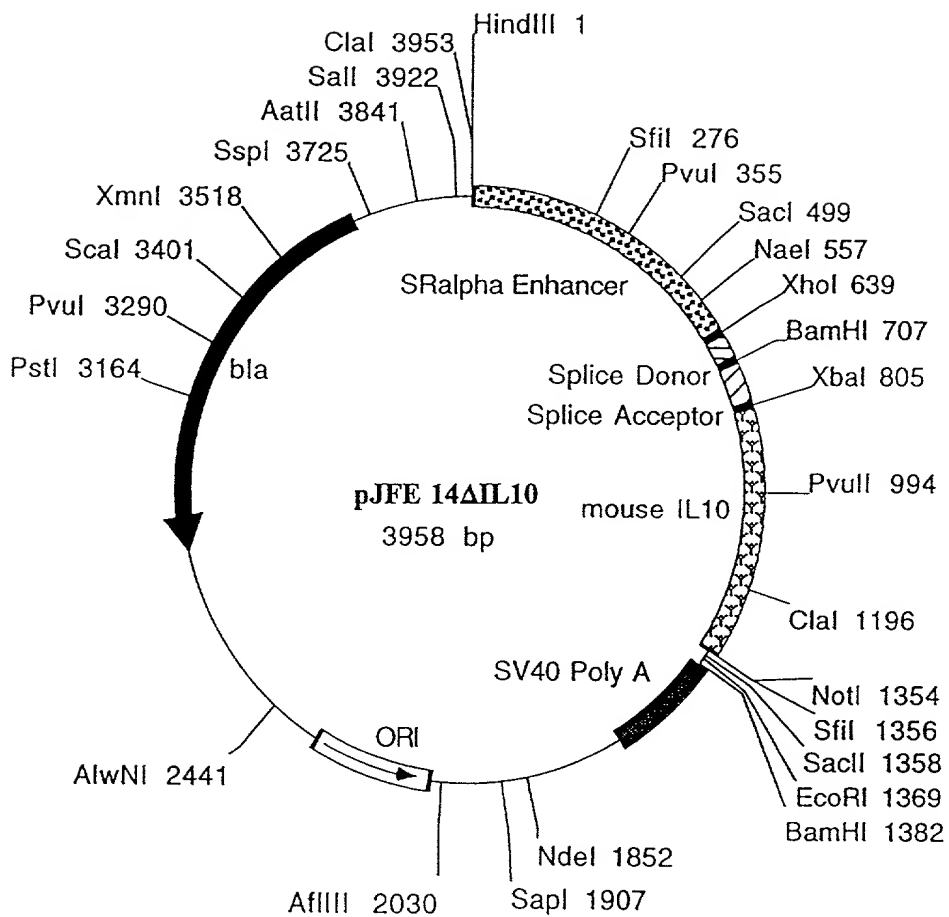 HindIII 1
ClaI 3953
SalI 3922
AatII 3841
SspI 3725
XmnI 3518
ScaI 3401
PvuI 3290
PstI 3164
bla
SfiI 276
PvuI 355
SacI 499
NaeI 557
XhoI 639
BamHI 707
XbaI 805
SRalpha Enhancer
Splice Donor
Splice Acceptor
pJFE 14ΔIL10
3958 bp
mouse IL10
PvuII 994
ClaI 1196
SV40 Poly A
NotI 1354
SfiI 1356
SacII 1358
EcoRI 1369
BamHI 1382
ORI
AlwNI 2441
NdeI 1852
SapI 1907
AflIII 2030